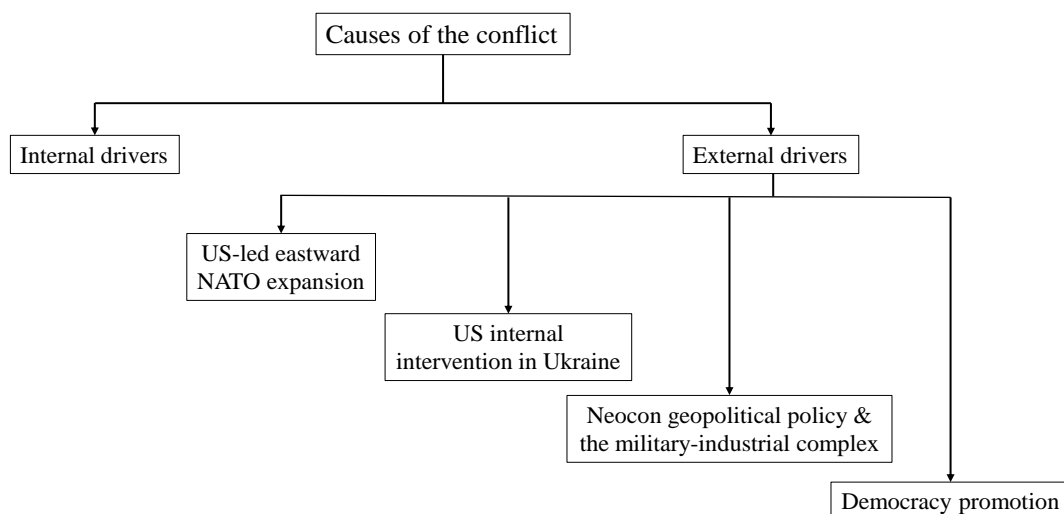 Causes of the conflict
Internal drivers
External drivers
US-led eastward
NATO expansion
US internal
intervention in Ukraine
Neocon geopolitical policy &
the military-industrial complex
Democracy promotion